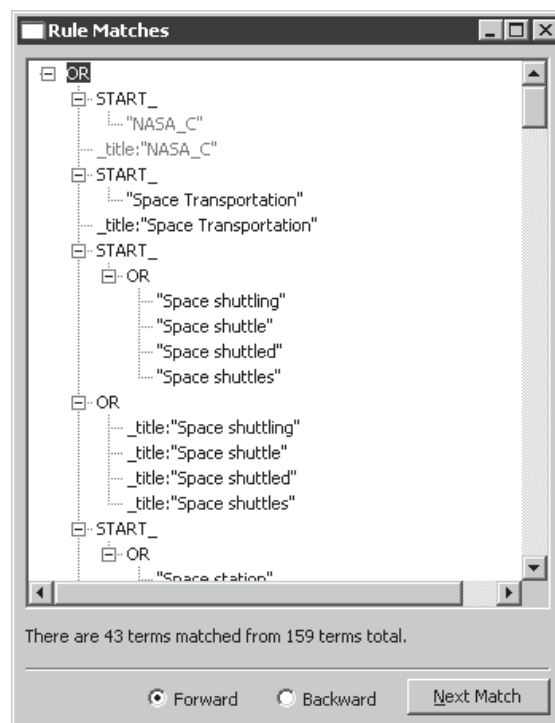 Rule Matches
OR
START_
"NASA_C"
_title:"NASA_C"
START_
"Space Transportation"
_title:"Space Transportation"
START_
OR
"Space shuttling"
"Space shuttle"
"Space shuttled"
"Space shuttles"
OR
_title:"Space shuttling"
_title:"Space shuttle"
_title:"Space shuttled"
_title:"Space shuttles"
START_
OR
"Space station"
There are 43 terms matched from 159 terms total.
Forward Backward Next Match